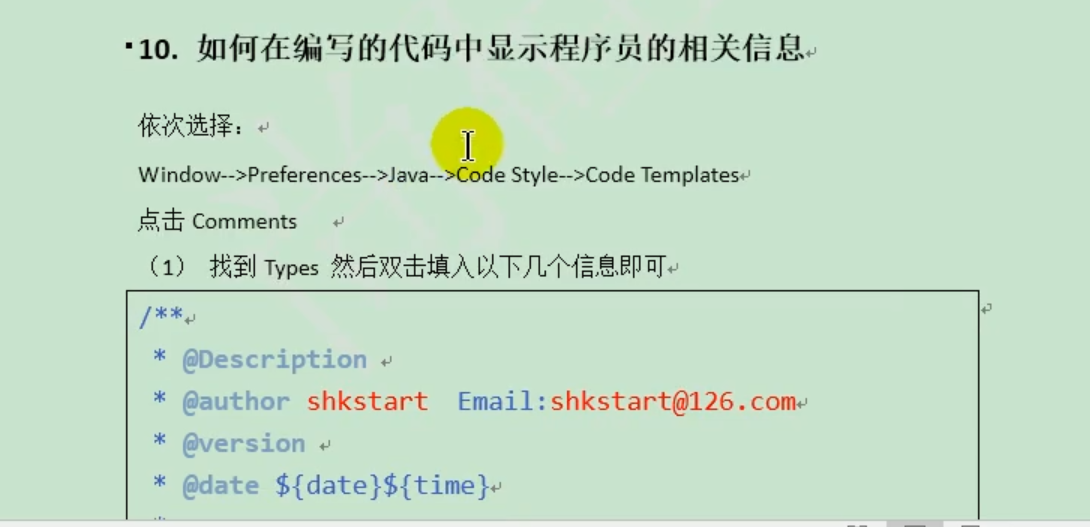 10. 如何在编写的代码中显示程序员的相关信息
依次选择：
Window-->Preferences-->Java-->Code Style-->Code Templates
点击 Comments
（1） 找到 Types 然后双击填入以下几个信息即可
/**
* @Description
* @author shkstart Email:shkstart@126.com
* @version
* @date ${date}${time}
*